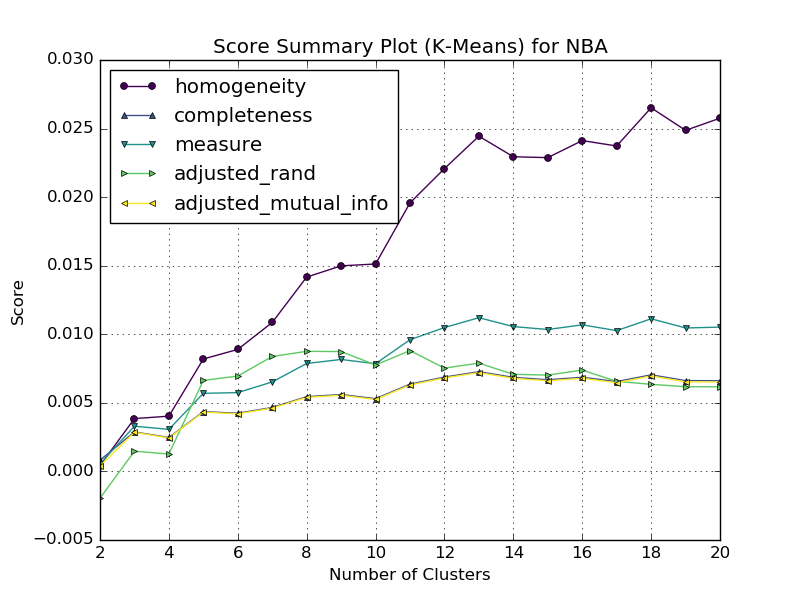 Score Summary Plot (K-Means) for NBA
0.030
0.025
0.020
0.015
0.010
0.005
0.000
−0.005
Score
homogeneity
completeness
measure
adjusted_rand
adjusted_mutual_info
2 4 6 8 10 12 14 16 18 20
Number of Clusters